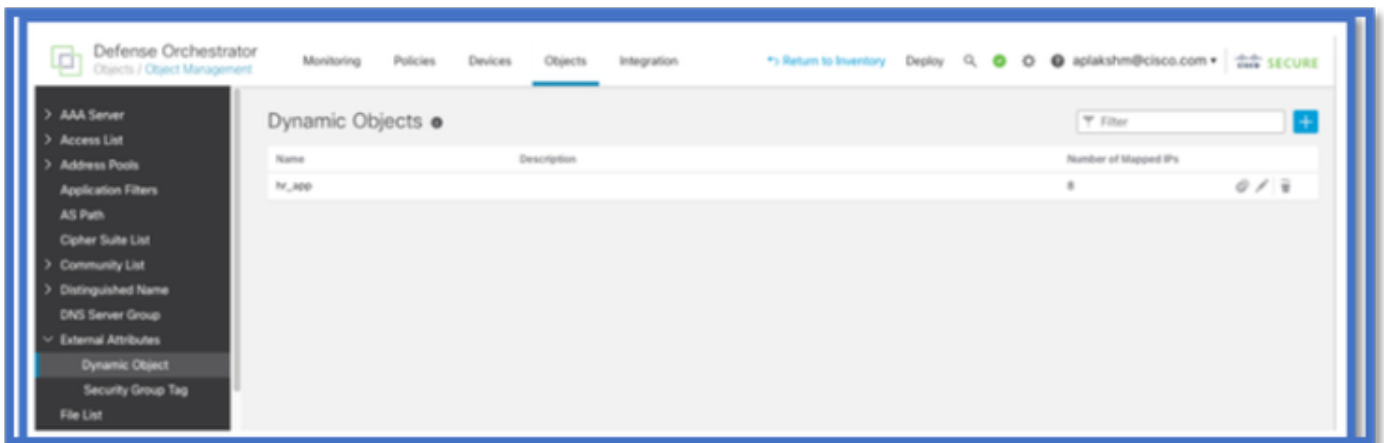 Defense Orchestrator
Objects / Object Management
Monitoring Policies Devices Objects Integration Return to Inventory Deploy aplakshm@cisco.com cisco SECURE
AAA Server
Access List
Address Pools
Application Filters
AS Path
Cipher Suite List
Community List
Distinguished Name
DNS Server Group
External Attributes
Dynamic Object
Security Group Tag
File List
Dynamic Objects
Filter
Name Description Number of Mapped IPs
hr_app 8